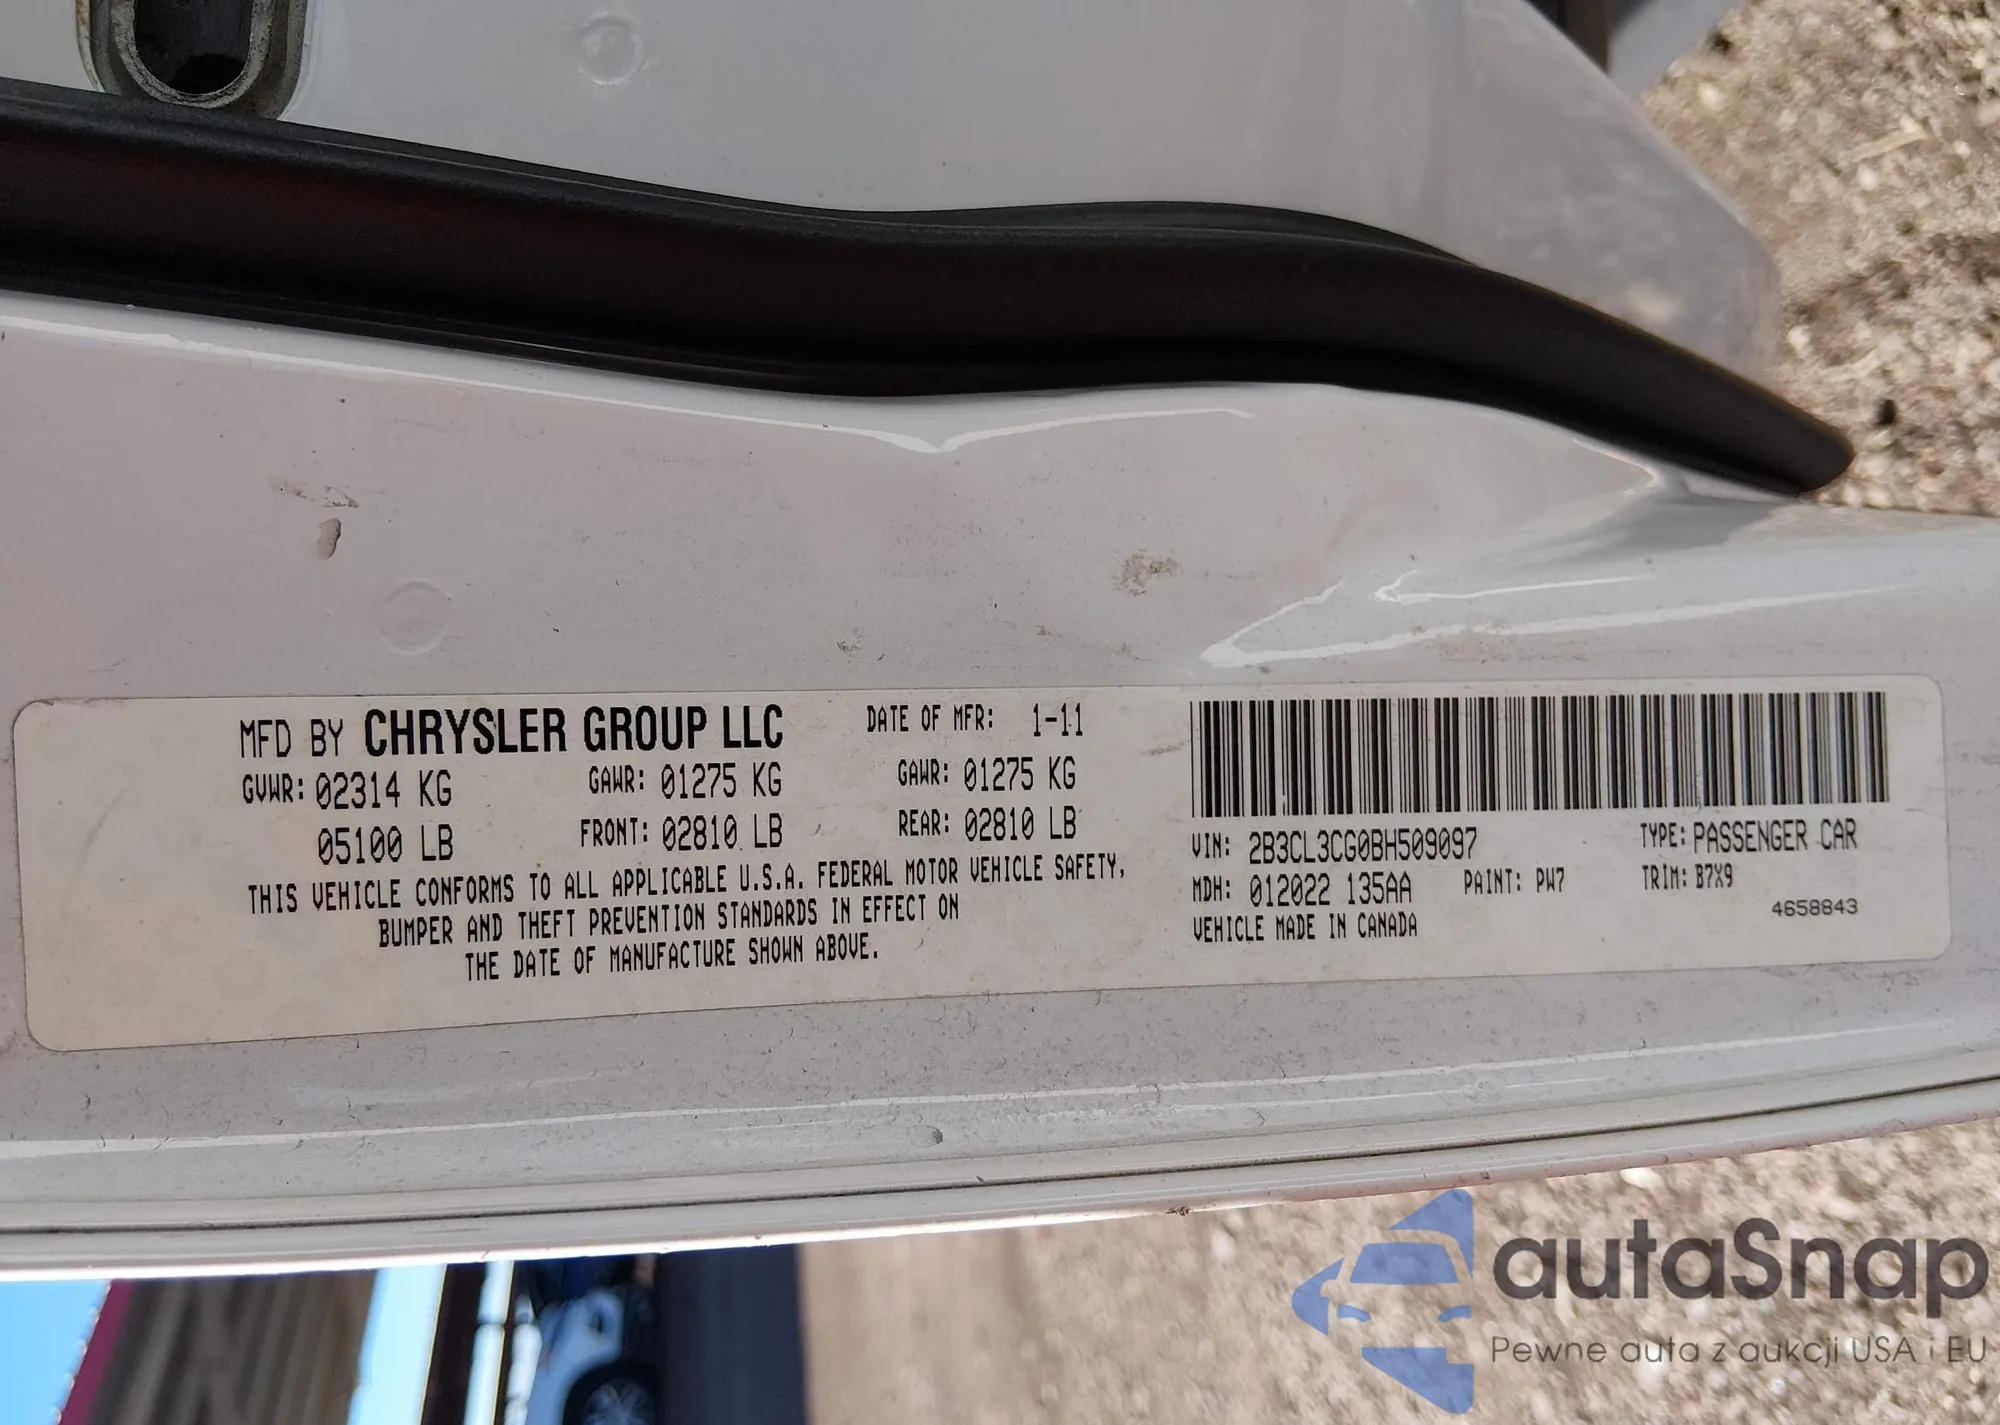 MFD BY CHRYSLER GROUP LLC DATE OF MFR: 1-11
GVWR: 02314 KG GAWR: 01275 KG GAWR: 01275 KG
05100 LB FRONT: 02810 LB REAR: 02810 LB
THIS VEHICLE CONFORMS TO ALL APPLICABLE U.S.A. FEDERAL MOTOR VEHICLE SAFETY,
BUMPER AND THEFT PREVENTION STANDARDS IN EFFECT ON
THE DATE OF MANUFACTURE SHOWN ABOVE.
VIN: 2B3CL3CG0BH509097 TYPE: PASSENGER CAR
MDH: 012022 135AA PAINT: PW7 TRIM: B7X9
VEHICLE MADE IN CANADA 4658843
autaSnap
Pewne auta z aukcji USA i EU